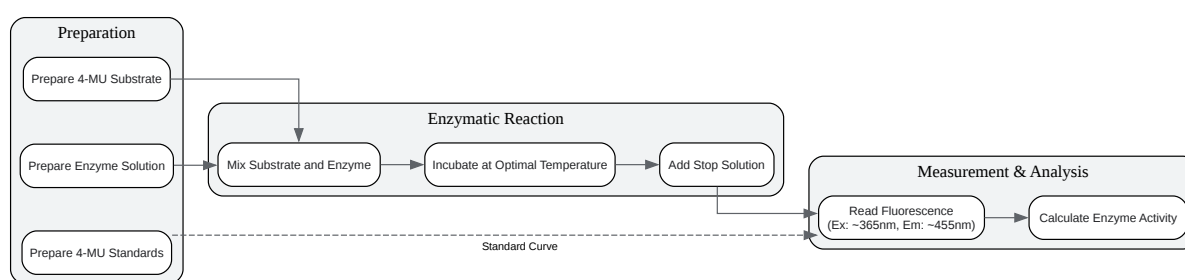 Preparation
Prepare 4-MU Substrate
Prepare Enzyme Solution
Prepare 4-MU Standards
Enzymatic Reaction
Mix Substrate and Enzyme
Incubate at Optimal Temperature
Add Stop Solution
Standard Curve
Measurement & Analysis
Read Fluorescence
(Ex: ~365nm, Em: ~455nm)
Calculate Enzyme Activity